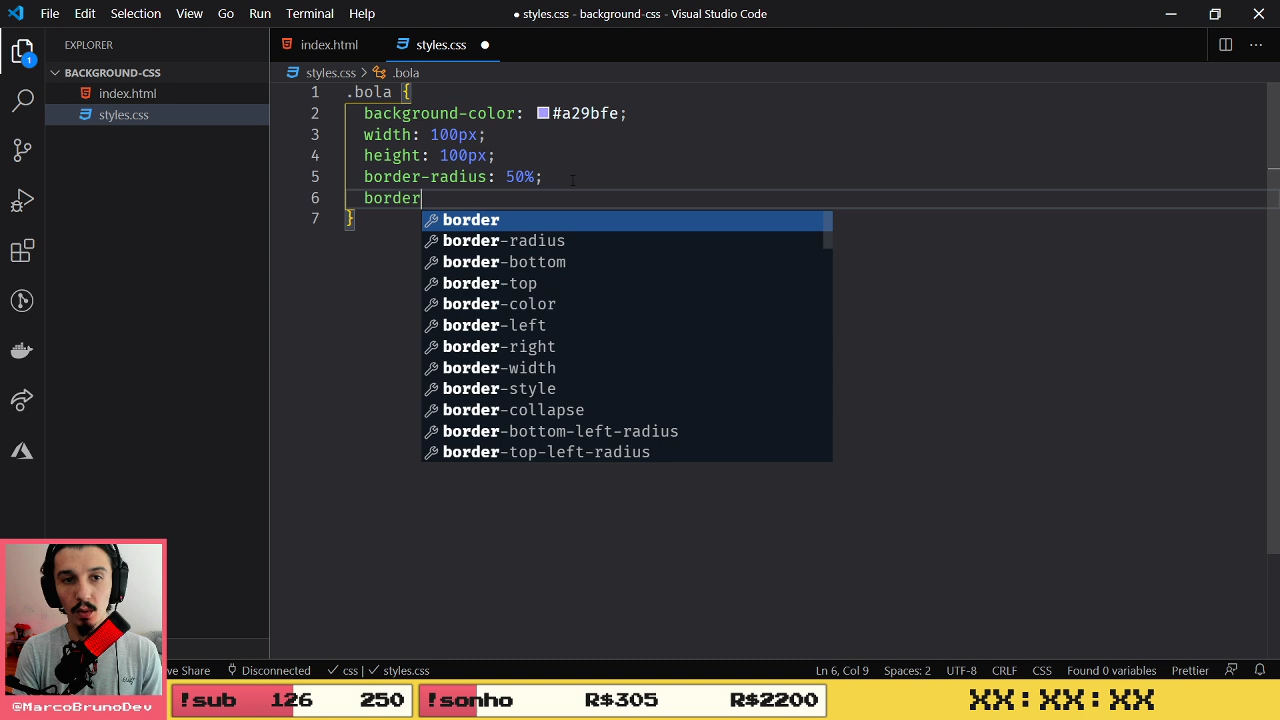 File Edit Selection View Go Run Terminal Help
● styles.css - background-css - Visual Studio Code
EXPLORER
index.html
styles.css
BACKGROUND-CSS
styles.css > .bola
index.html
styles.css
1
1 .bola {
2 background-color: #a29bfe;
3 width: 100px;
4 height: 100px;
5 border-radius: 50%;
6 border
7 }
border
border-radius
border-bottom
border-top
border-color
border-left
border-right
border-width
border-style
border-collapse
border-bottom-left-radius
border-top-left-radius
ve Share Disconnected ✓ css | ✓ styles.css
Ln 6, Col 9 Spaces: 2 UTF-8 CRLF CSS Found 0 variables Prettier
@MarcoBrunoDev
!sub 126 250
!sonho R$305 R$2200
XX:XX:XX